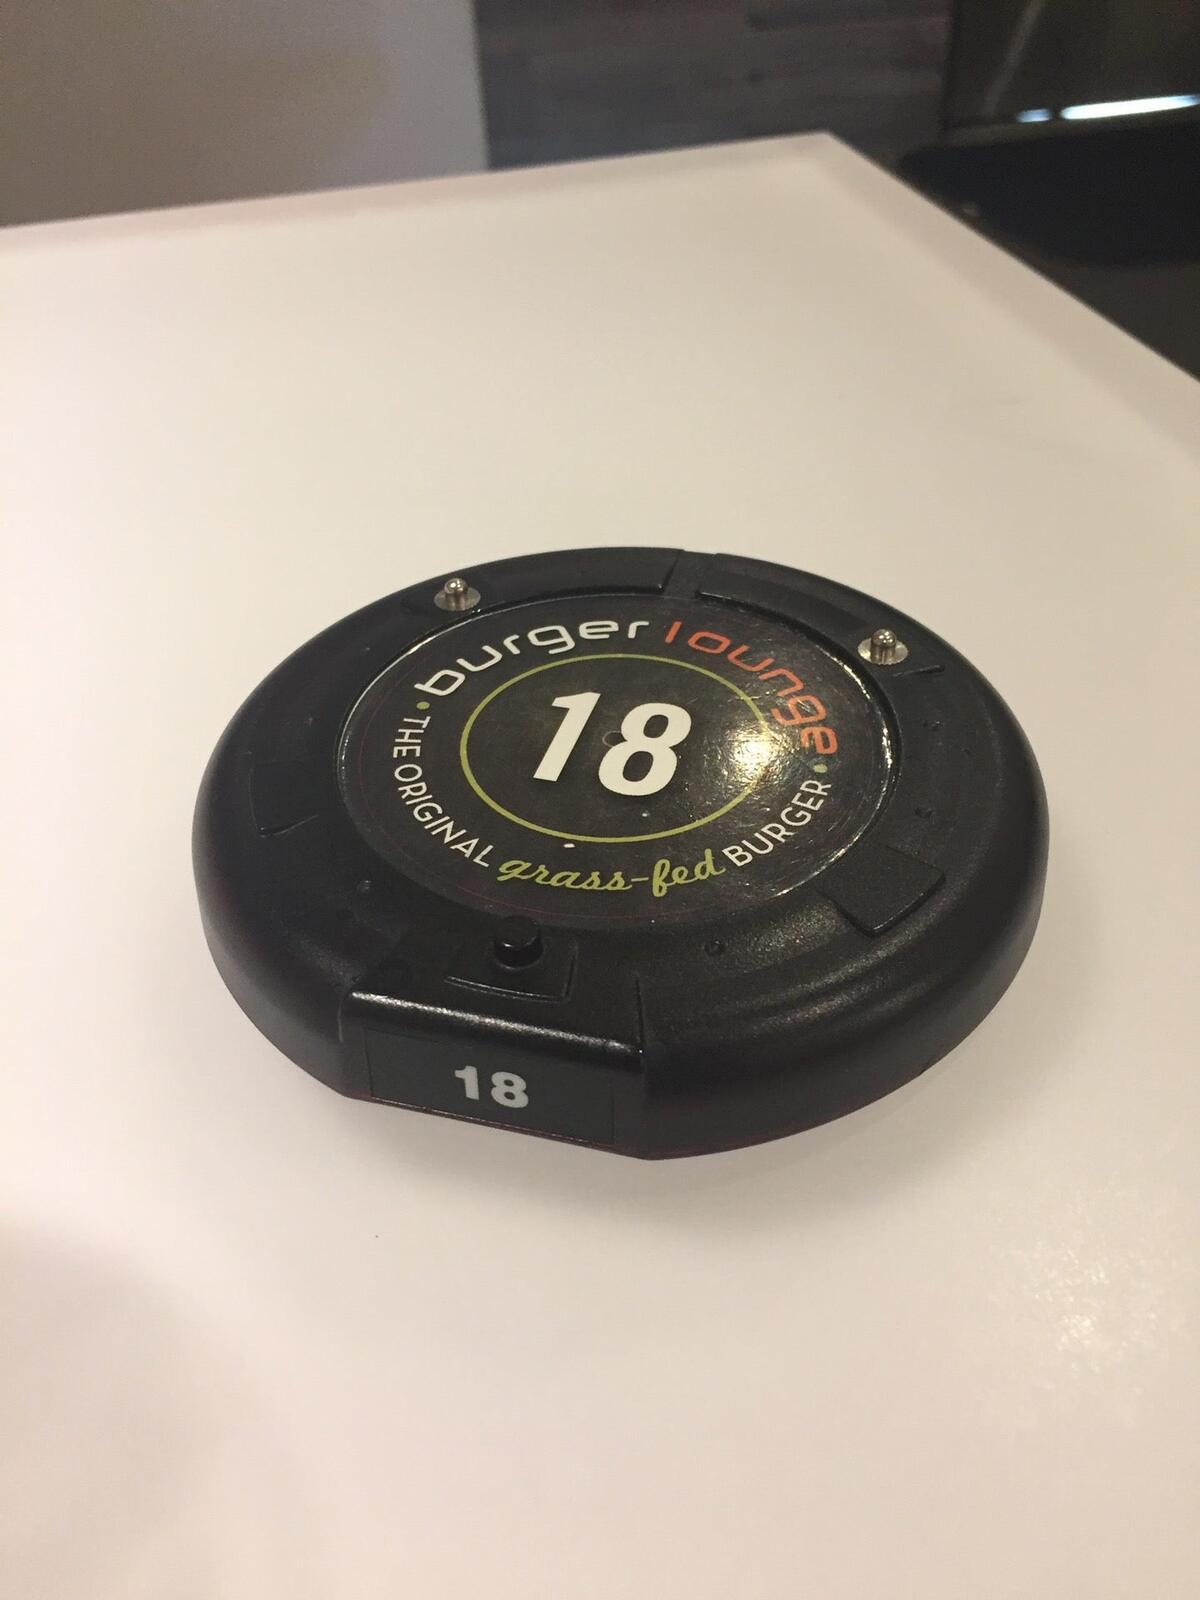 burger lounge
18
• THE ORIGINAL grass-fed BURGER •
18